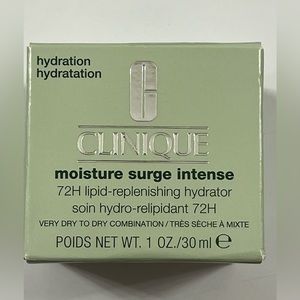 hydration
hydratation
CLINIQUE
moisture surge intense
72H lipid-replenishing hydrator
soin hydro-relipidant 72H
VERY DRY TO DRY COMBINATION / TRÈS SÈCHE À MIXTE
POIDS NET WT. 1 OZ./30 ml ℮